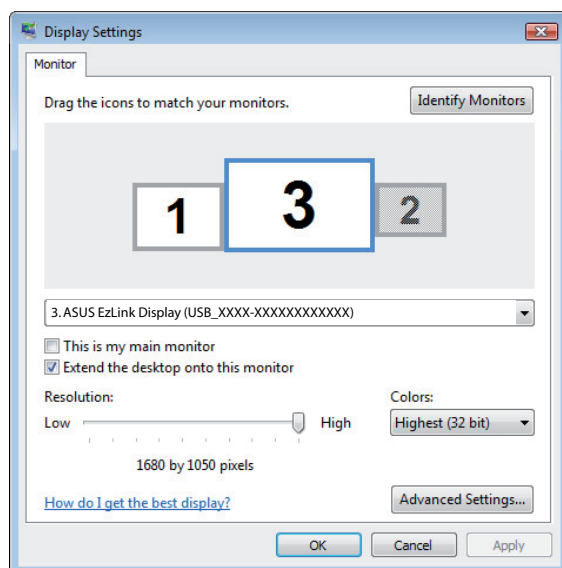 Display Settings
Monitor
Drag the icons to match your monitors.
Identify Monitors
1 3 2
3. ASUS EzLink Display (USB_XXXX-XXXXXXXXXXXX)
This is my main monitor
Extend the desktop onto this monitor
Resolution:
Colors:
Low High
Highest (32 bit)
1680 by 1050 pixels
How do I get the best display?
Advanced Settings...
OK Cancel Apply